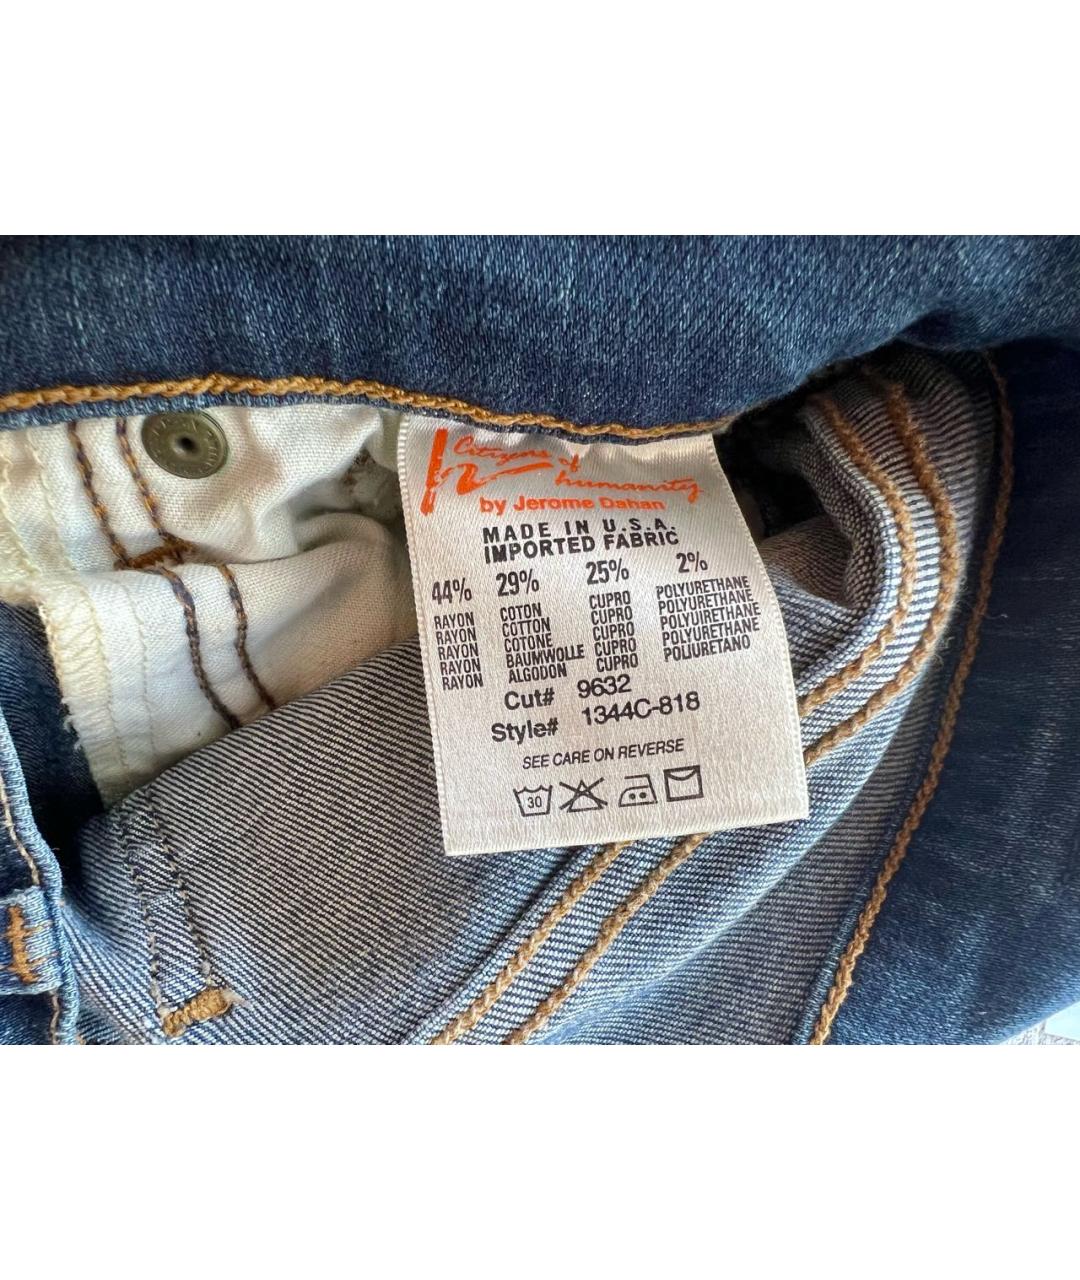 Citizens of
humanity
by Jerome Dahan
MADE IN U.S.A.
IMPORTED FABRIC
44% 29% 25% 2%
RAYON COTON CUPRO POLYURETHANE
RAYON COTTON CUPRO POLYUIRETHANE
RAYON COTONE CUPRO POLYUIRETHANE
RAYON BAUMWOLLE CUPRO POLYURETHANE
RAYON ALGODON CUPRO POLIURETANO
Cut# 9632
Style# 1344C-818
SEE CARE ON REVERSE
30